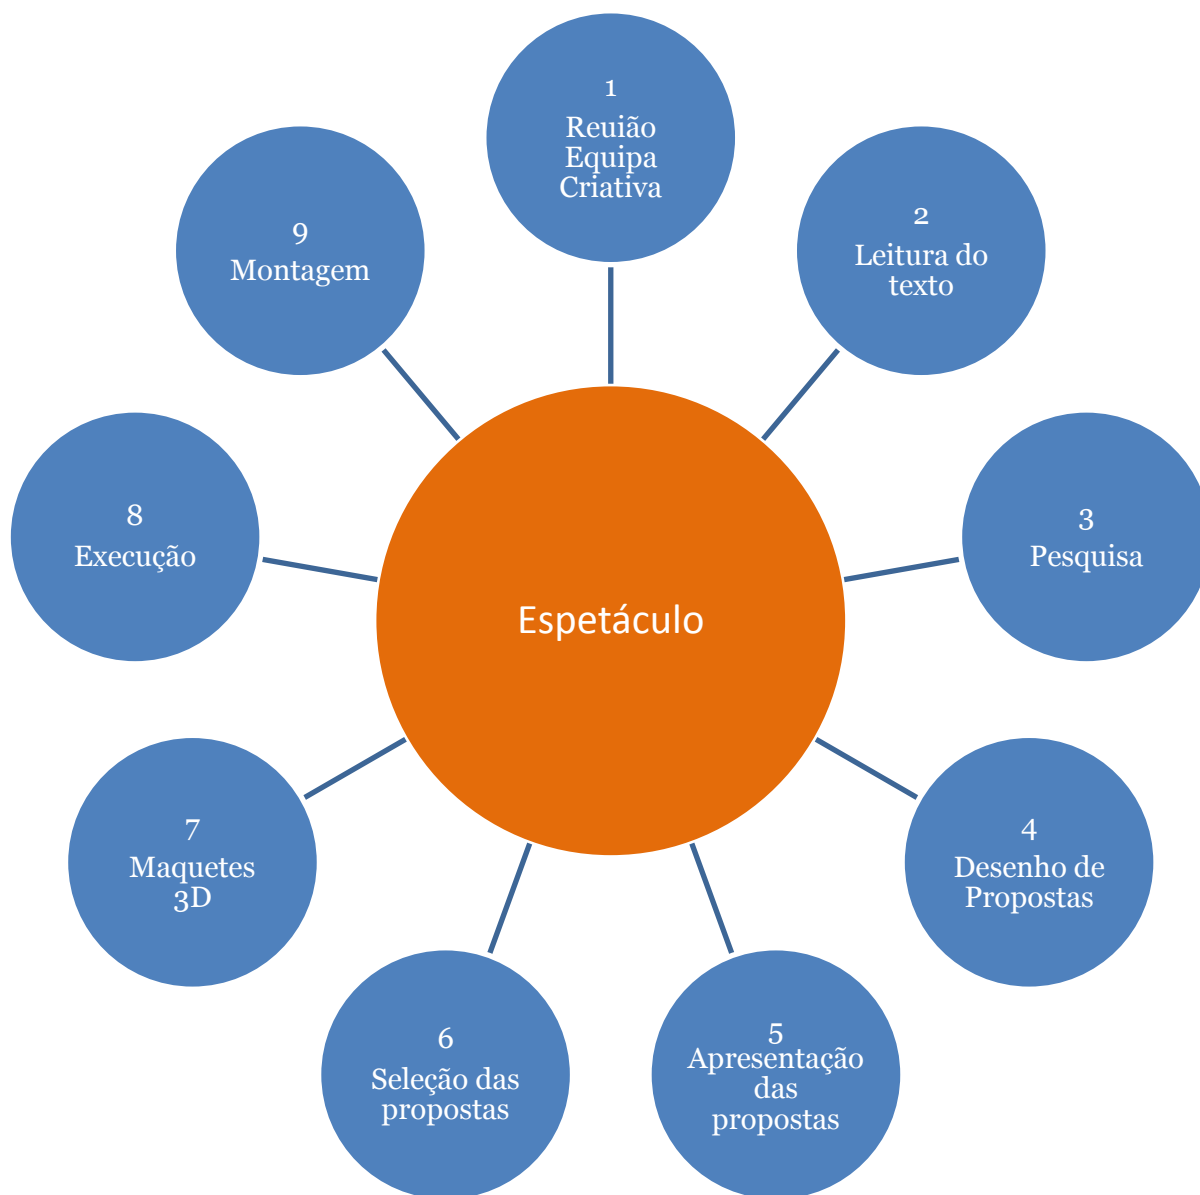 1
Reuião
Equipa
Criativa
2
Leitura do
texto
3
Pesquisa
4
Desenho de
Propostas
5
Apresentação
das
propostas
6
Seleção das
propostas
7
Maquetes
3D
8
Execução
9
Montagem
Espetáculo